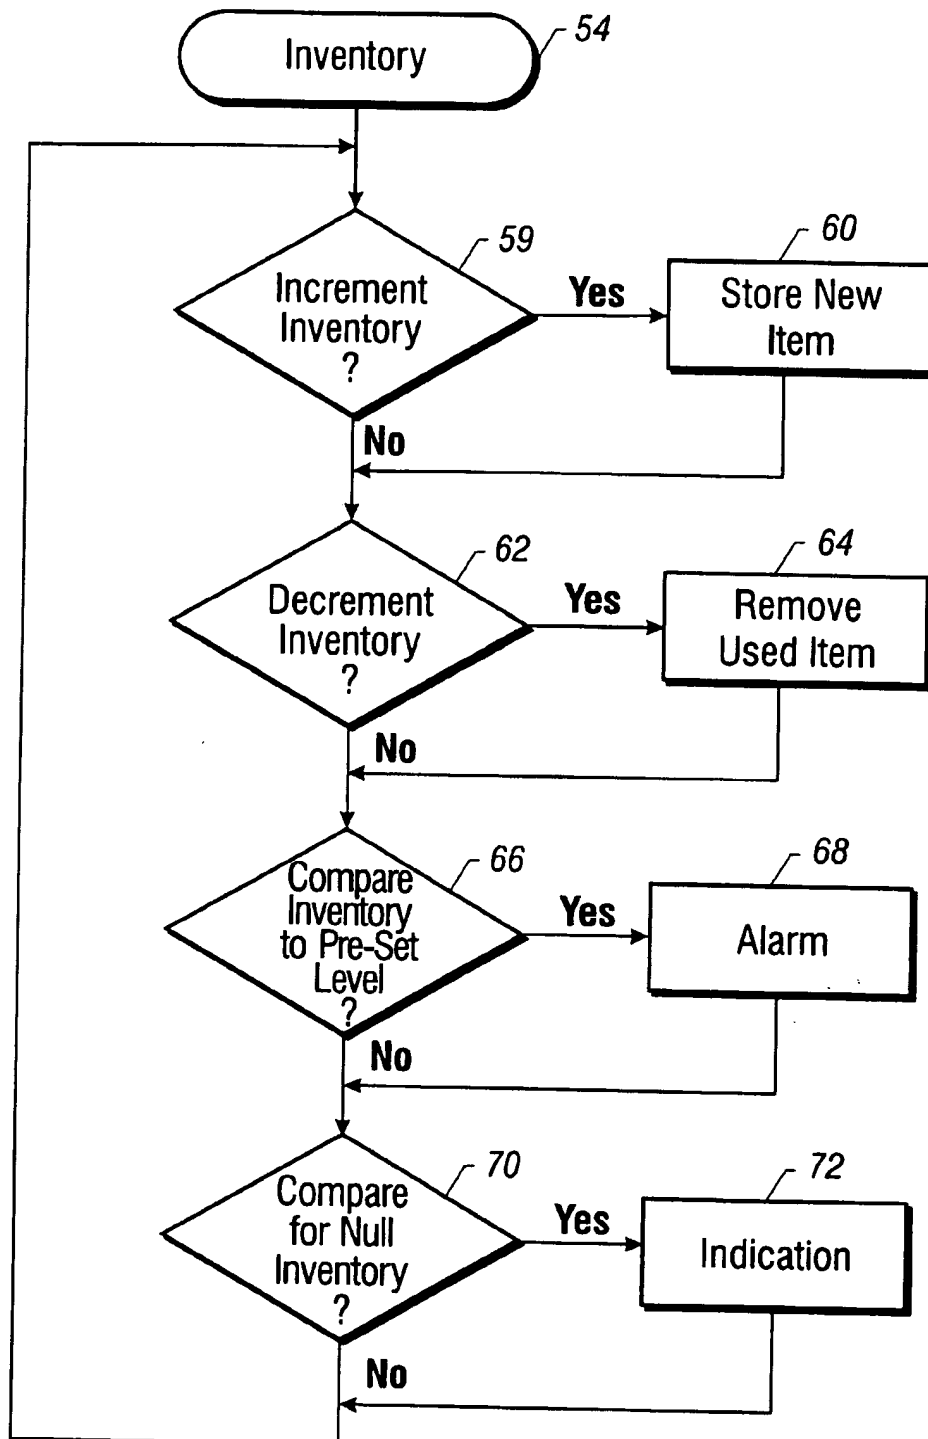 Inventory
54
Increment
Inventory
?
59
Yes
60
Store New
Item
No
Decrement
Inventory
?
62
Yes
64
Remove
Used Item
No
Compare
Inventory
to Pre-Set
Level
?
66
Yes
68
Alarm
No
Compare
for Null
Inventory
?
70
Yes
72
Indication
No